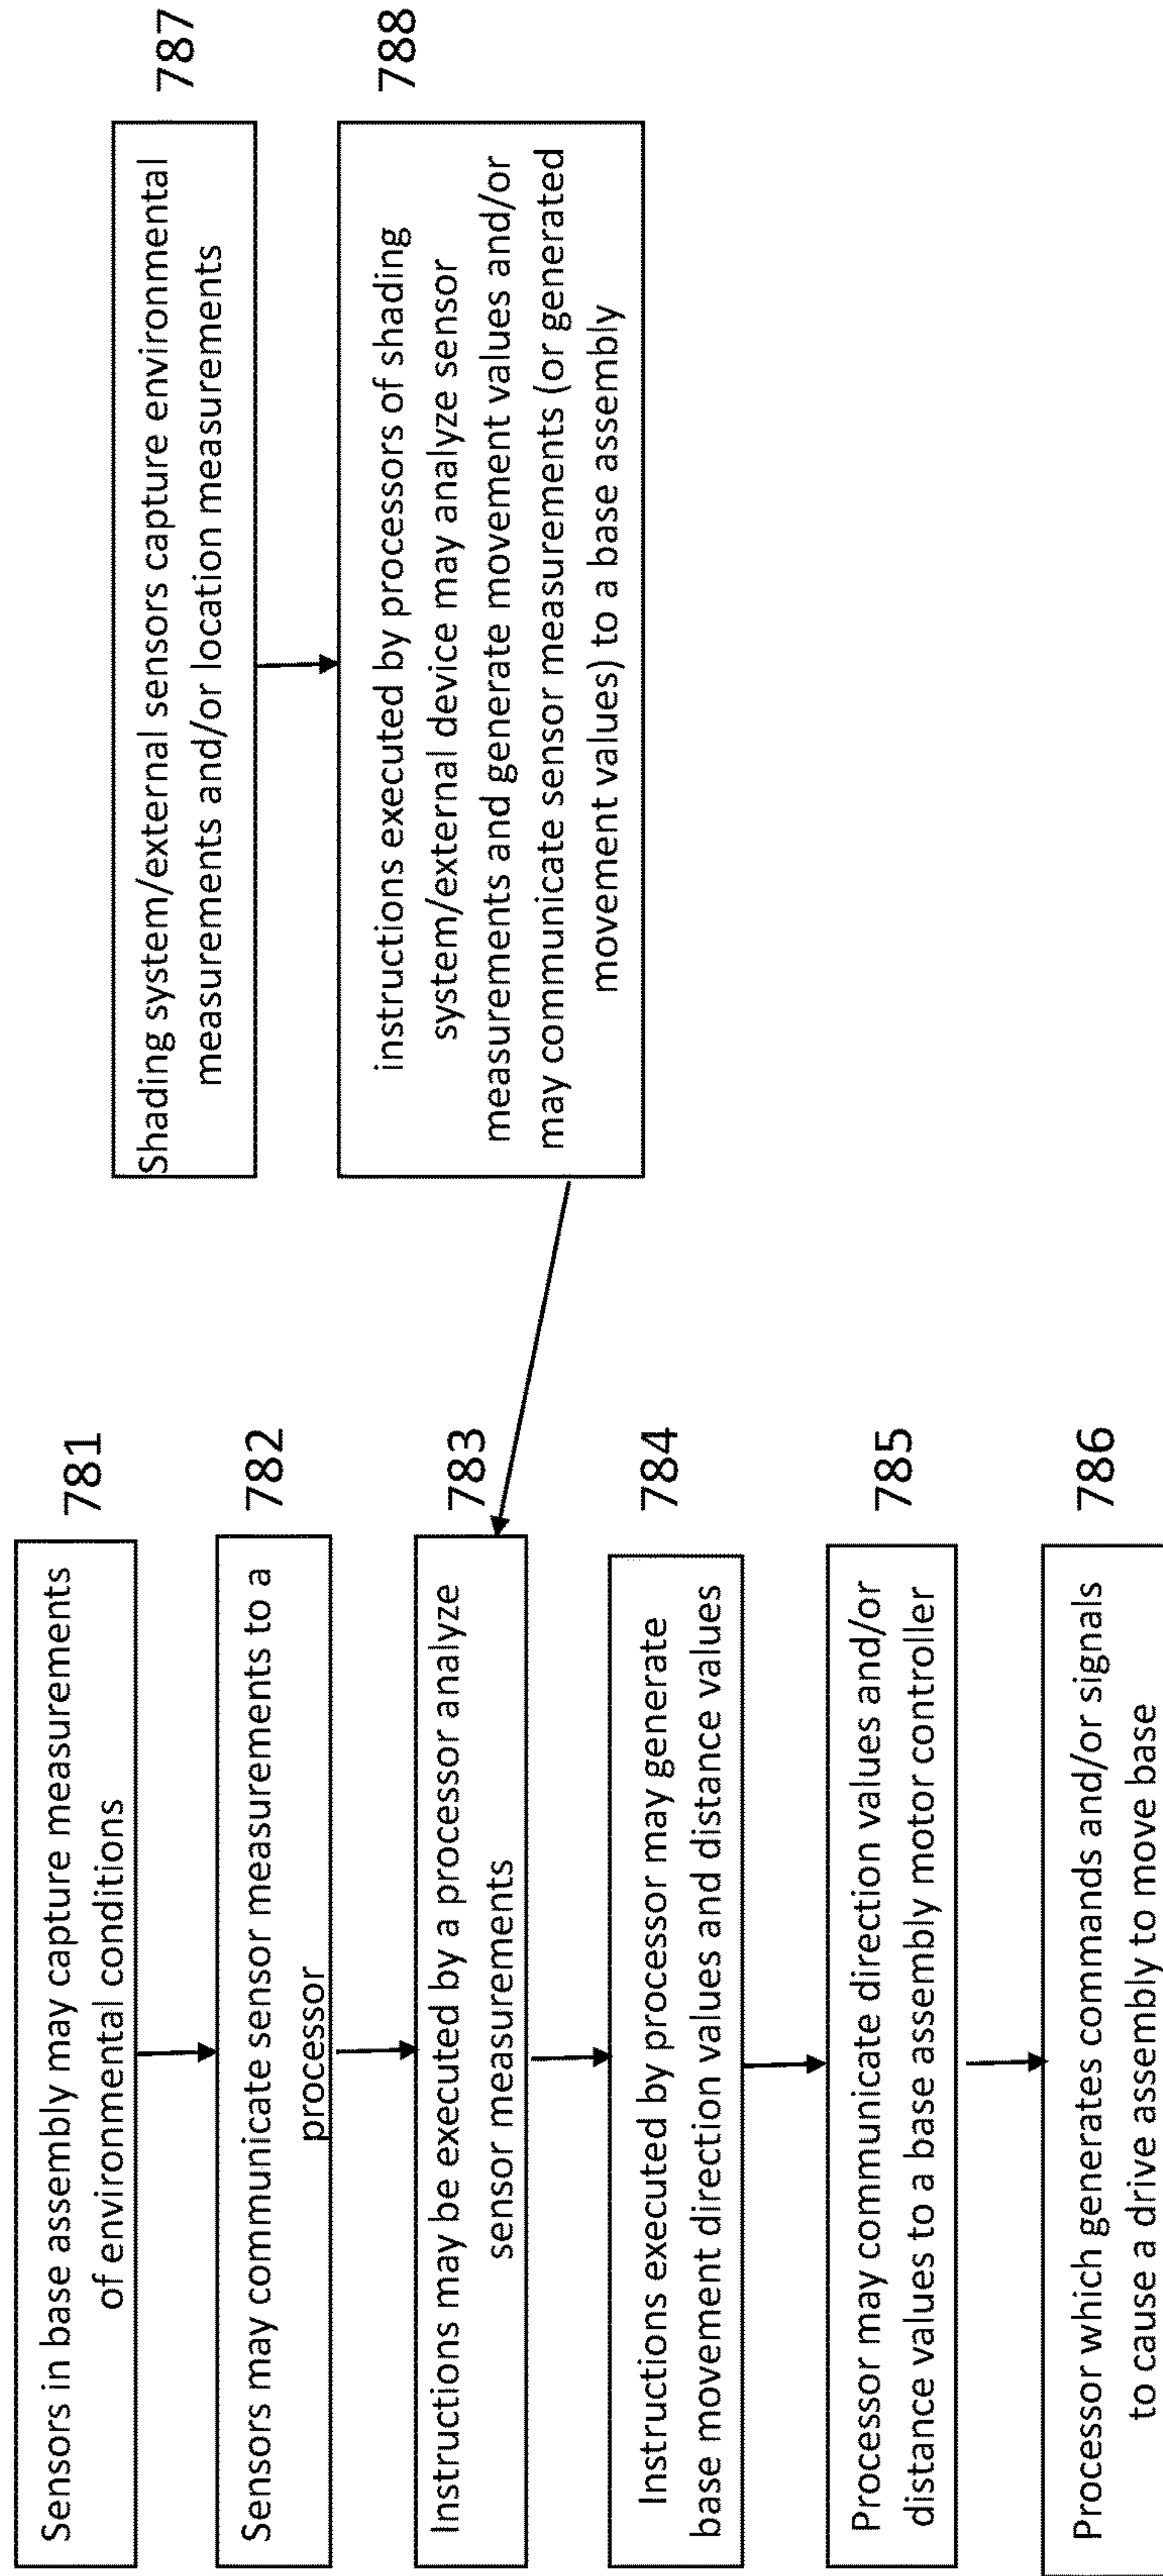 Sensors in base assembly may capture measurements
of environmental conditions
781
Sensors may communicate sensor measurements to a
processor
782
Instructions may be executed by a processor analyze
sensor measurements
783
Instructions executed by processor may generate
base movement direction values and distance values
784
Processor may communicate direction values and/or
distance values to a base assembly motor controller
785
Processor which generates commands and/or signals
to cause a drive assembly to move base
786
Shading system/external sensors capture environmental
measurements and/or location measurements
787
instructions executed by processors of shading
system/external device may analyze sensor
measurements and generate movement values and/or
may communicate sensor measurements (or generated
movement values) to a base assembly
788